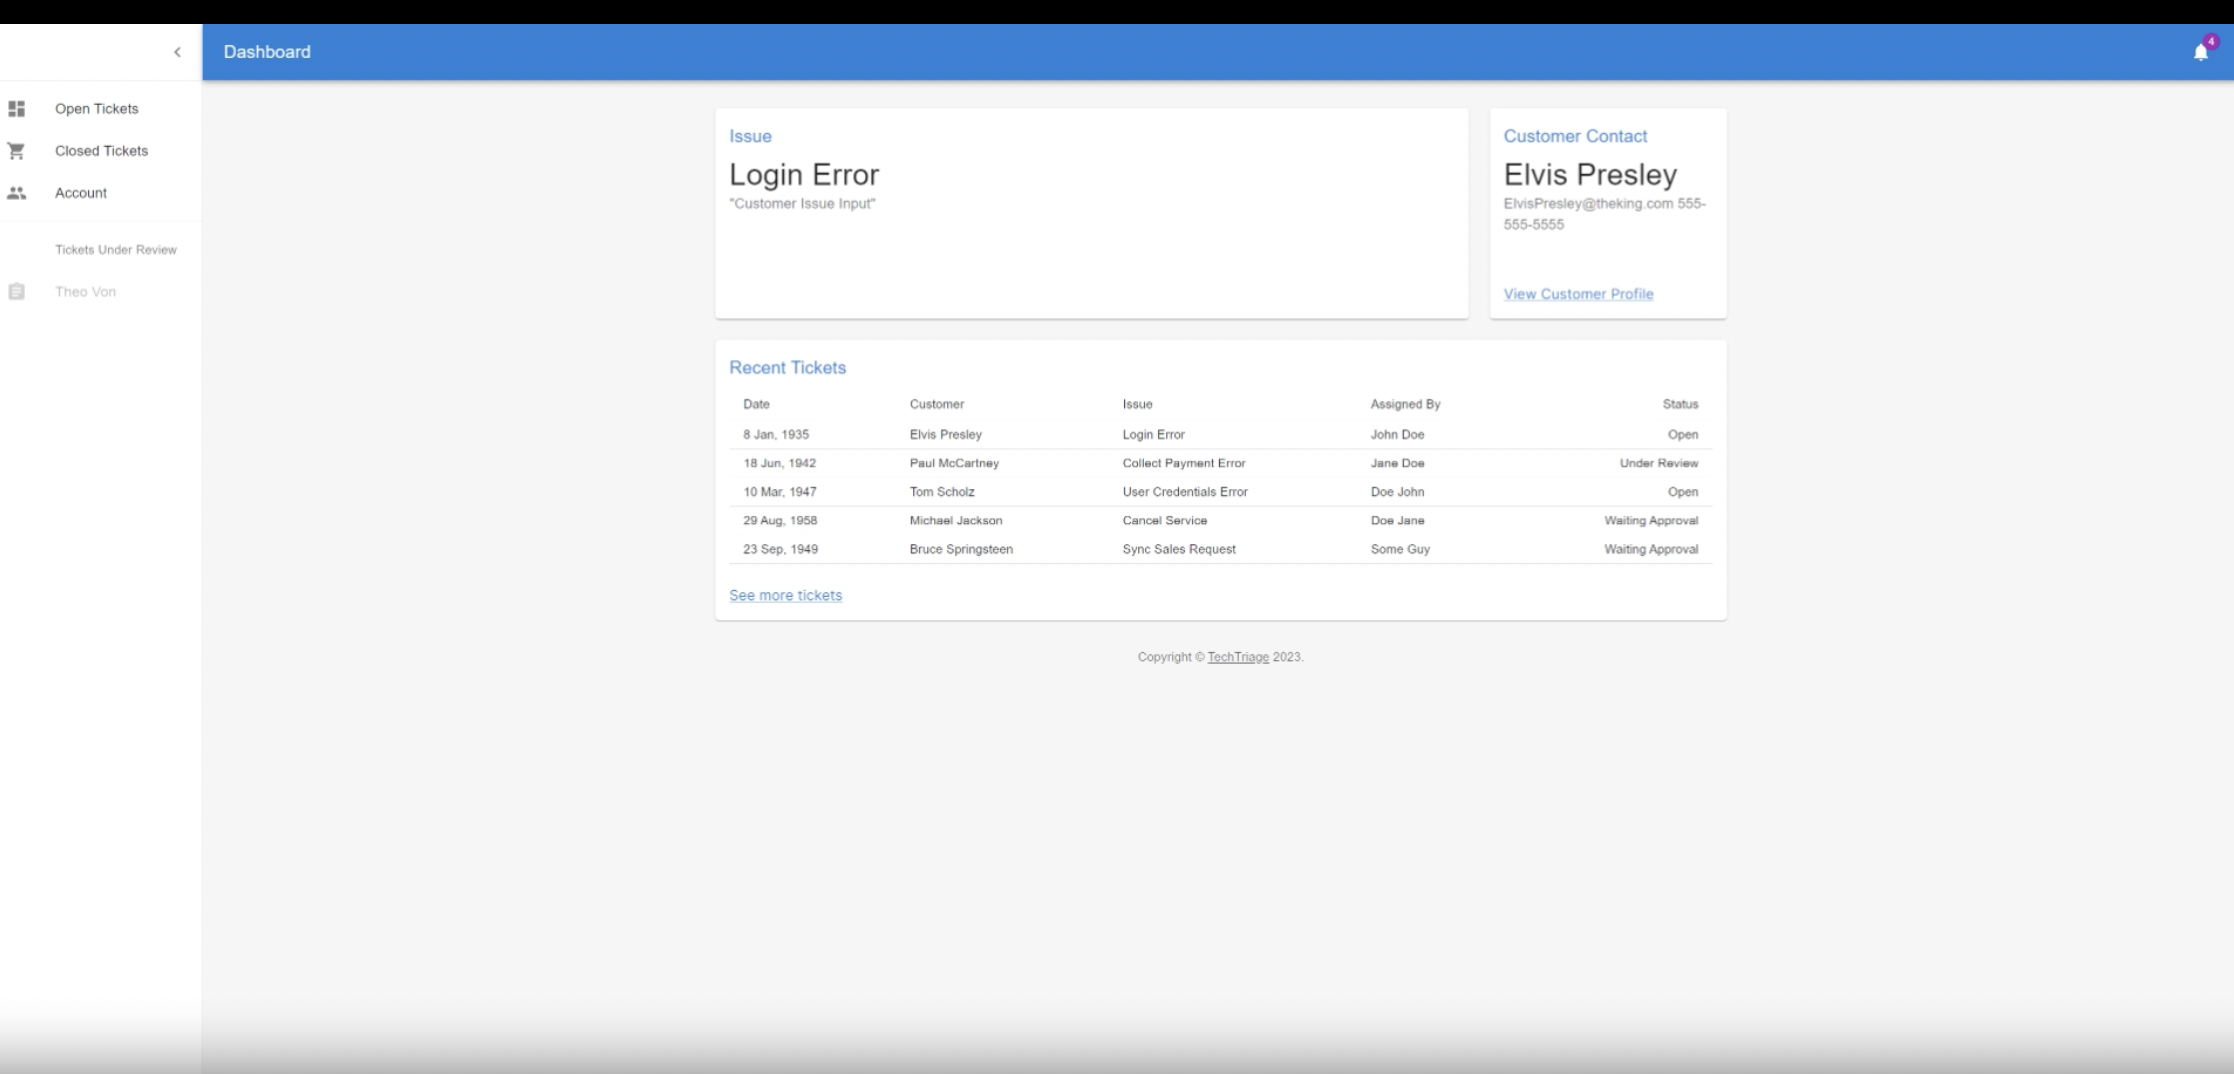 Dashboard
4
Open Tickets
Closed Tickets
Account
Tickets Under Review
Theo Von
Issue
Login Error
"Customer Issue Input"
Customer Contact
Elvis Presley
ElvisPresley@theking.com 555-
555-5555
View Customer Profile
Recent Tickets
Date Customer Issue Assigned By Status
8 Jan, 1935 Elvis Presley Login Error John Doe Open
18 Jun, 1942 Paul McCartney Collect Payment Error Jane Doe Under Review
10 Mar, 1947 Tom Scholz User Credentials Error Doe John Open
29 Aug, 1958 Michael Jackson Cancel Service Doe Jane Waiting Approval
23 Sep, 1949 Bruce Springsteen Sync Sales Request Some Guy Waiting Approval
See more tickets
Copyright © TechTriage 2023.